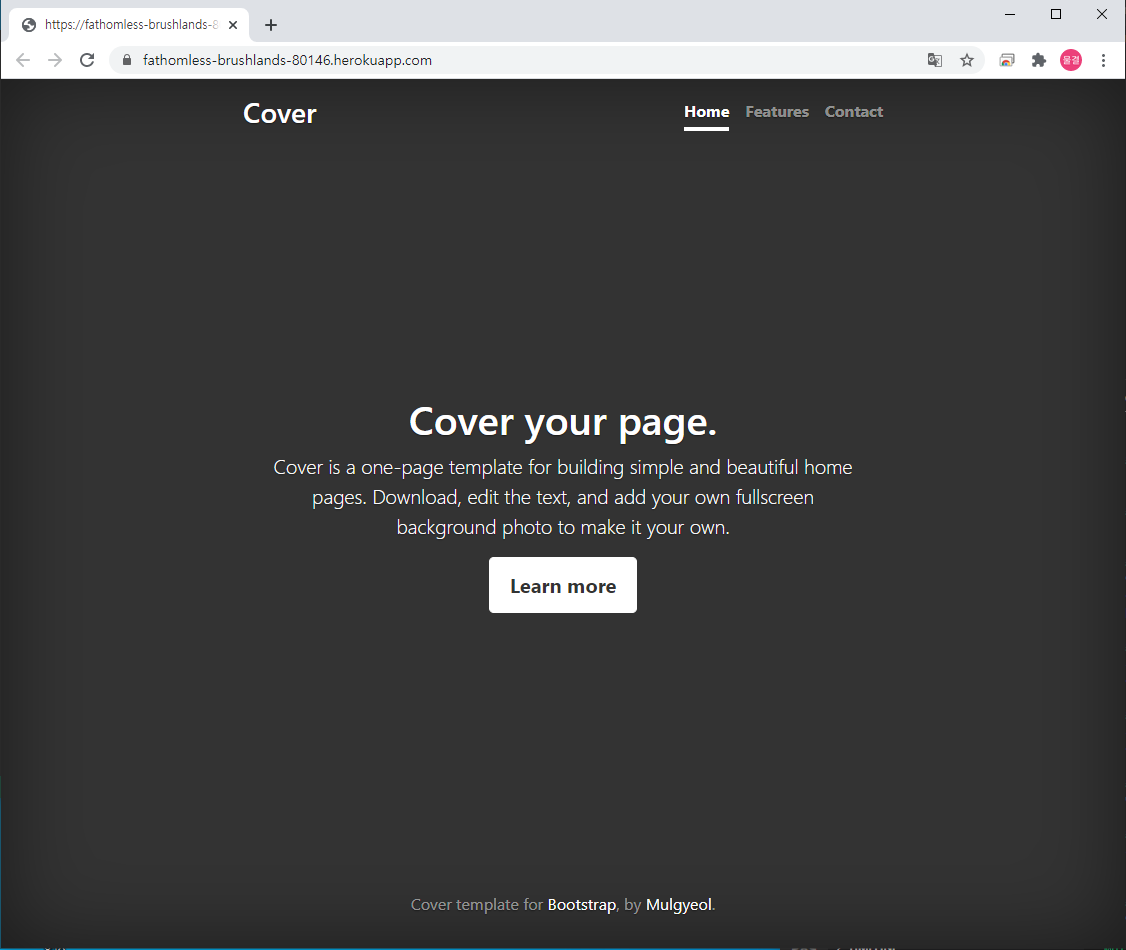 https://fathomless-brushlands-8
fathomless-brushlands-80146.herokuapp.com
물결
Cover
Home Features Contact
Cover your page.
Cover is a one-page template for building simple and beautiful home
pages. Download, edit the text, and add your own fullscreen
background photo to make it your own.
Learn more
Cover template for Bootstrap, by Mulgyeol.